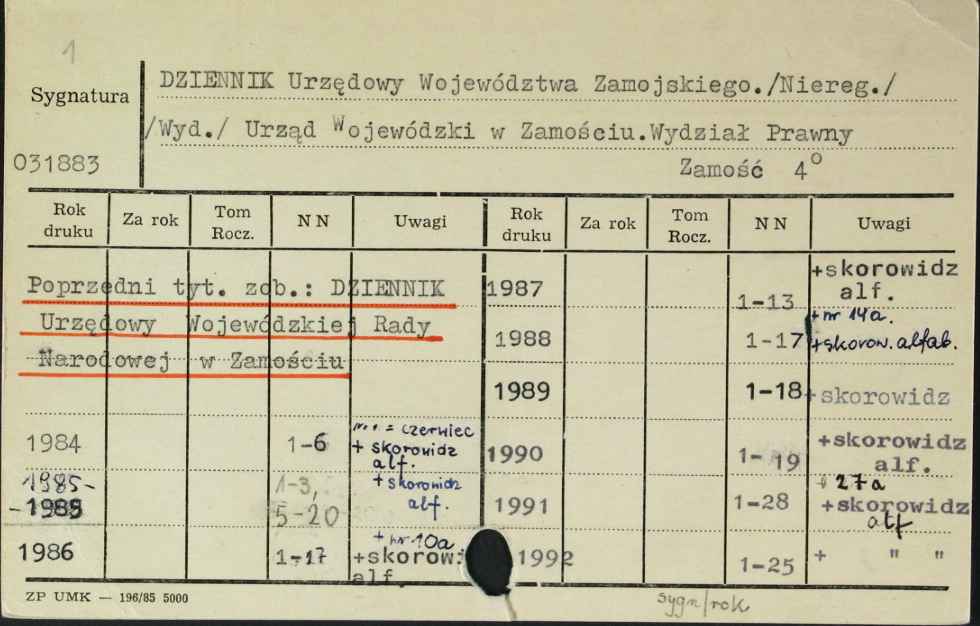 1
Sygnatura
031883
DZIENNIK Urzędowy Województwa Zamojskiego./Niereg./
/Wyd./ Urząd Wojewódzki w Zamościu.Wydział Prawny
Zamość 4°
Rok druku Za rok Tom Rocz. NN Uwagi Rok druku Za rok Tom Rocz. NN Uwagi
Poprzedni tyt. zob.: DZIENNIK
Urzędowy Wojewódzkiej Rady
Narodowej w Zamościu
1984 1-6 nr 1 = czerwiec
+ skorowidz
alf.
1985-
-1985 1-3,
5-20 + skorowidz
alf.
1986 1-17 + nr 10a
+skorowi
alf.
1987 1-13 +skorowidz
alf.
1988 1-17 + nr 14a.
+skorow. alfab.
1989 1-18 +skorowidz
1990 1-19 +skorowidz
alf.
1991 1-28 + 27a
+skorowidz
alf
1992 1-25 + " "
ZP UMK — 196/85 5000
sygn/rok